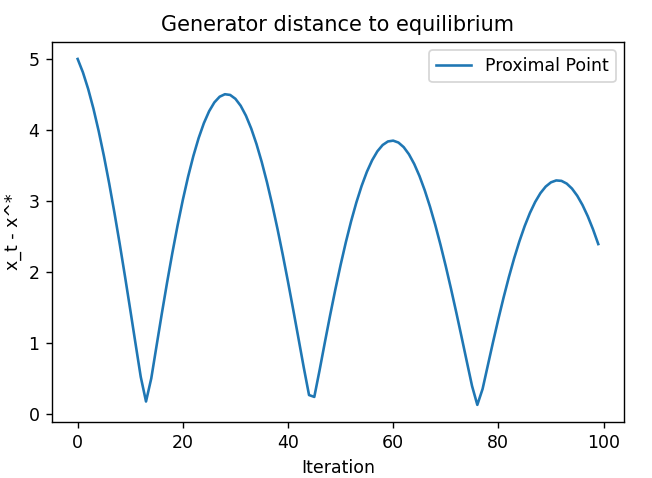 Generator distance to equilibrium
Proximal Point
x_t - x^*
5
4
3
2
1
0
0 20 40 60 80 100
Iteration